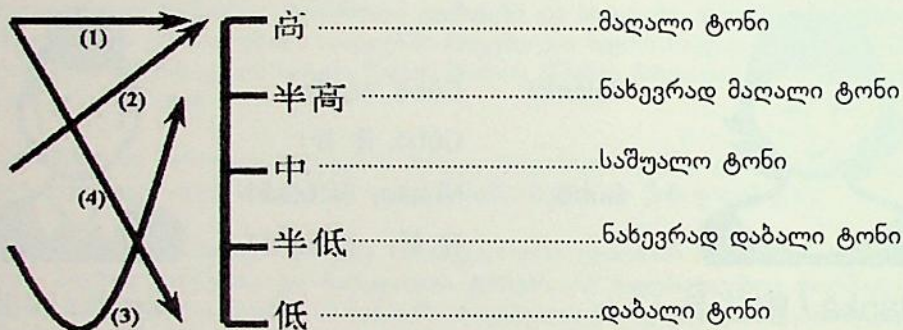 (1) 高 ..............................................მაღალი ტონი
(2) 半高 .......................................ნახევრად მაღალი ტონი
中 ..............................................საშუალო ტონი
(4) 半低 .........................................ნახევრად დაბალი ტონი
(3) 低 ..............................................დაბალი ტონი